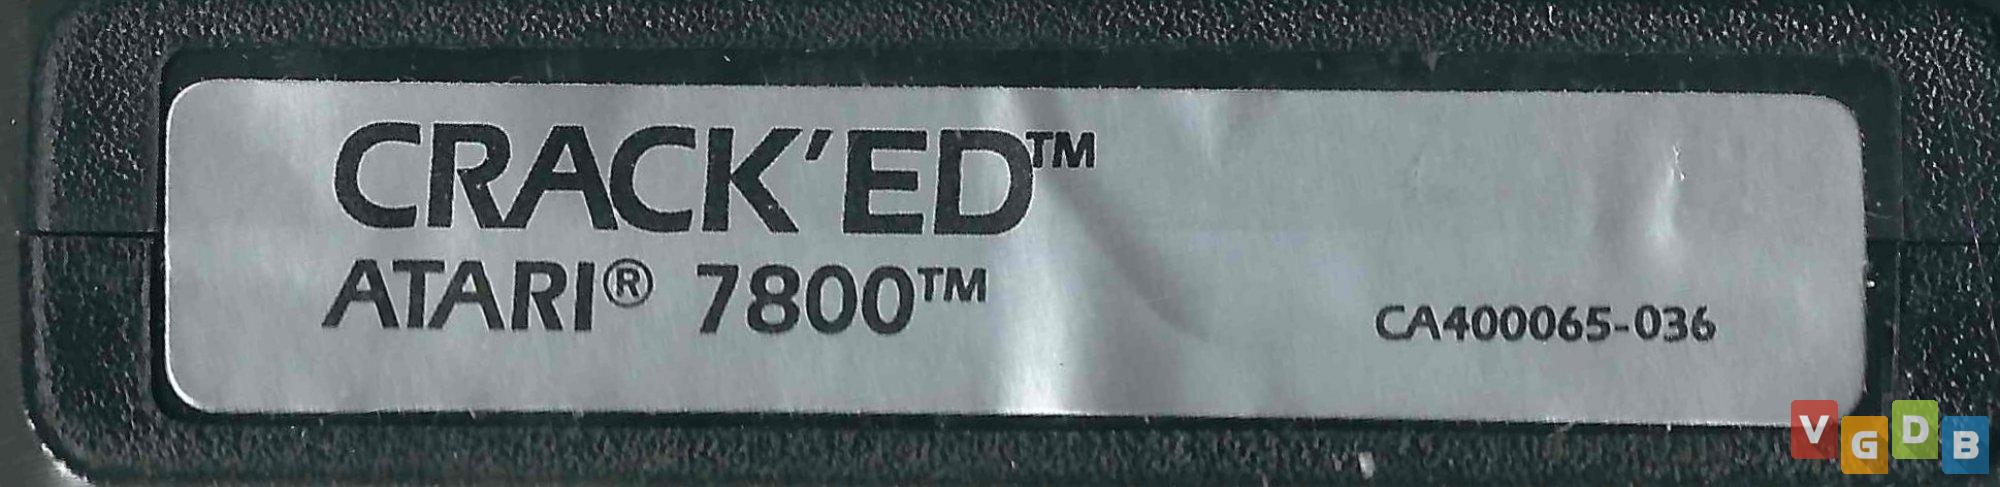 CRACK'ED™
ATARI® 7800™
CA400065-036
VGDB